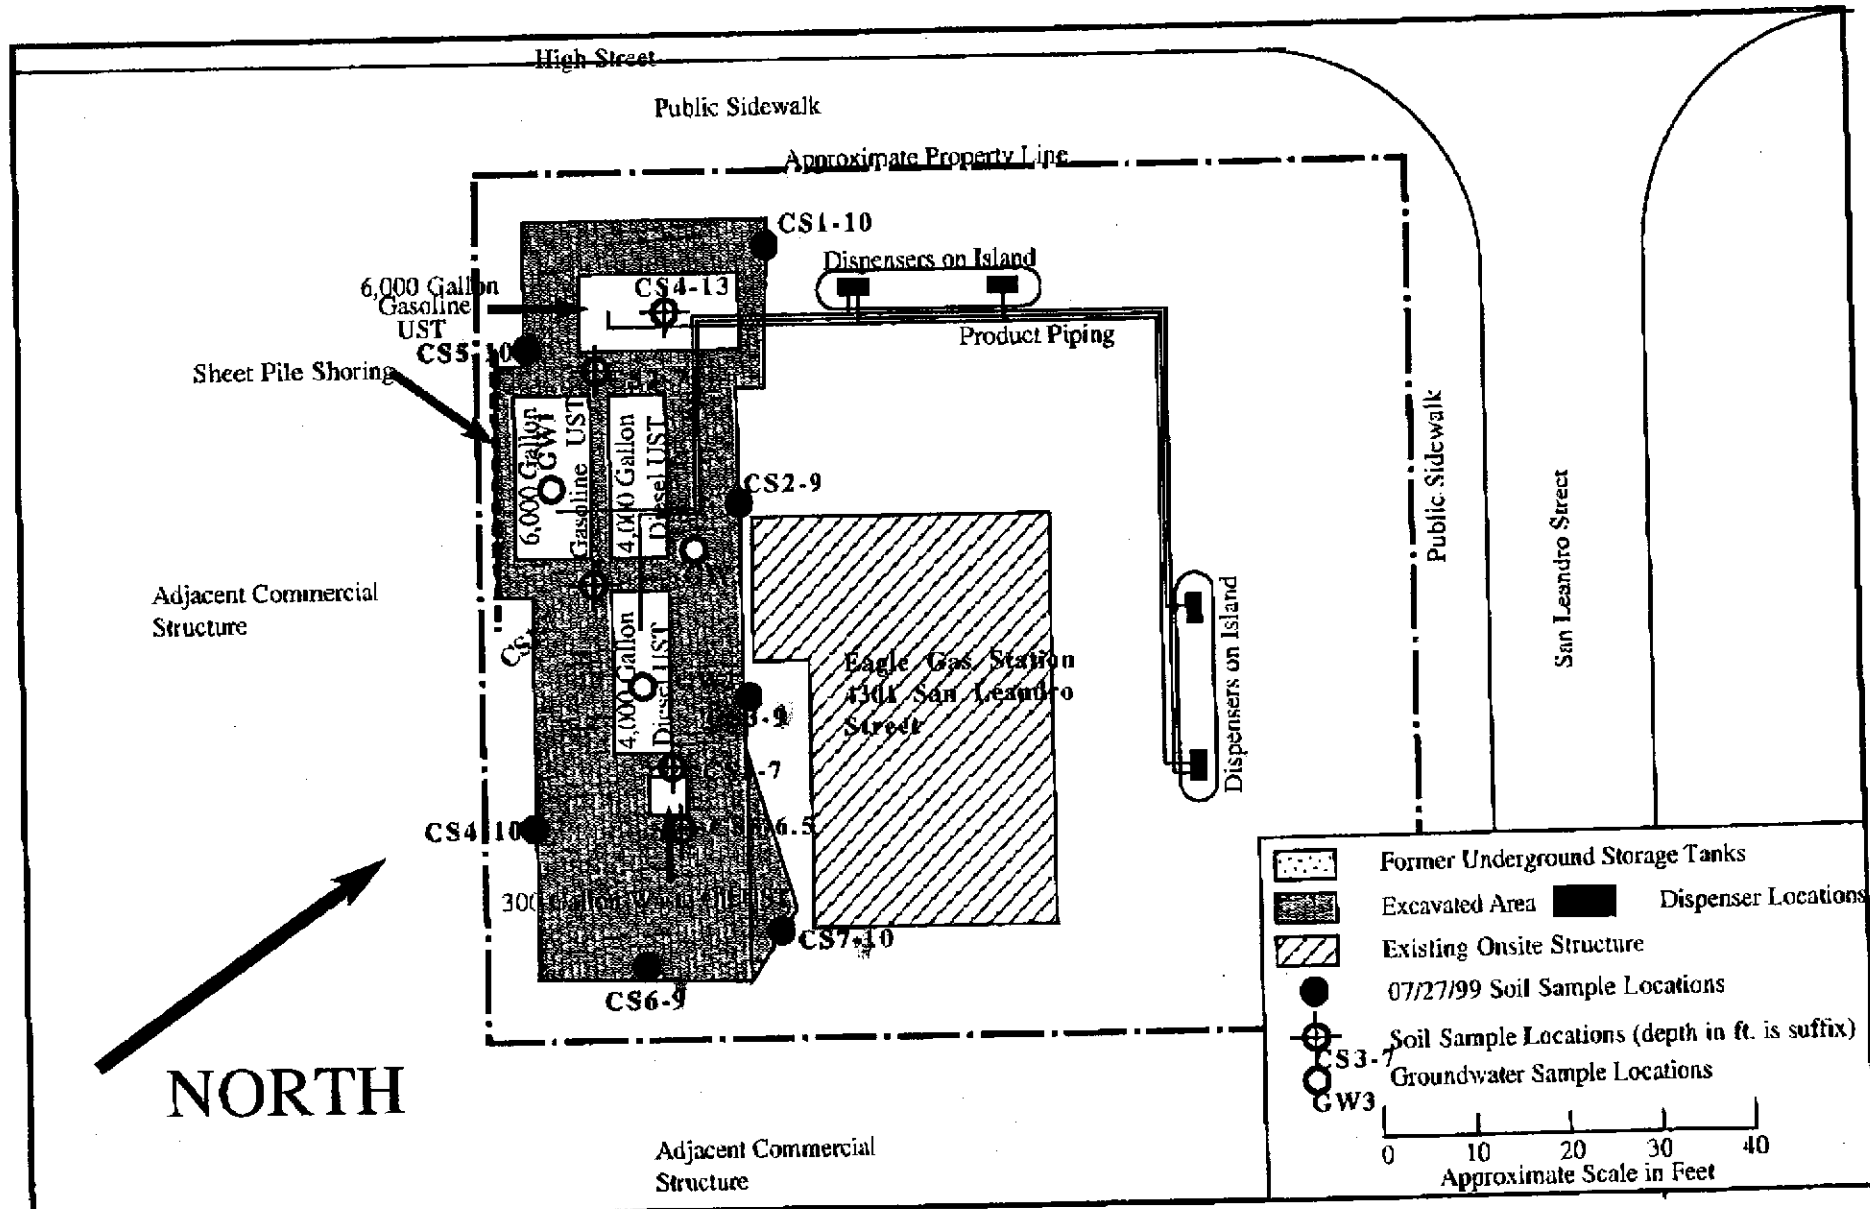 High Street
Public Sidewalk
Approximate Property Line
CS1-10
Dispensers on Island
6,000 Gallon
Gasoline
UST
CS4-13
Product Piping
CS5-10
Sheet Pile Shoring
6,000 Gallon
Gasoline UST
GW1
4,000 Gallon
Diesel UST
CS2-9
Public Sidewalk
San Leandro Street
Adjacent Commercial
Structure
4,000 Gallon
Diesel UST
Eagle Gas Station
4301 San Leandro
Street
Dispensers on Island
CS3-9
CS4-10
CS7-10
CS6-9
NORTH
Adjacent Commercial
Structure
Former Underground Storage Tanks
Excavated Area
Dispenser Locations
Existing Onsite Structure
07/27/99 Soil Sample Locations
Soil Sample Locations (depth in ft. is suffix)
CS3-7
Groundwater Sample Locations
GW3
0 10 20 30 40
Approximate Scale in Feet